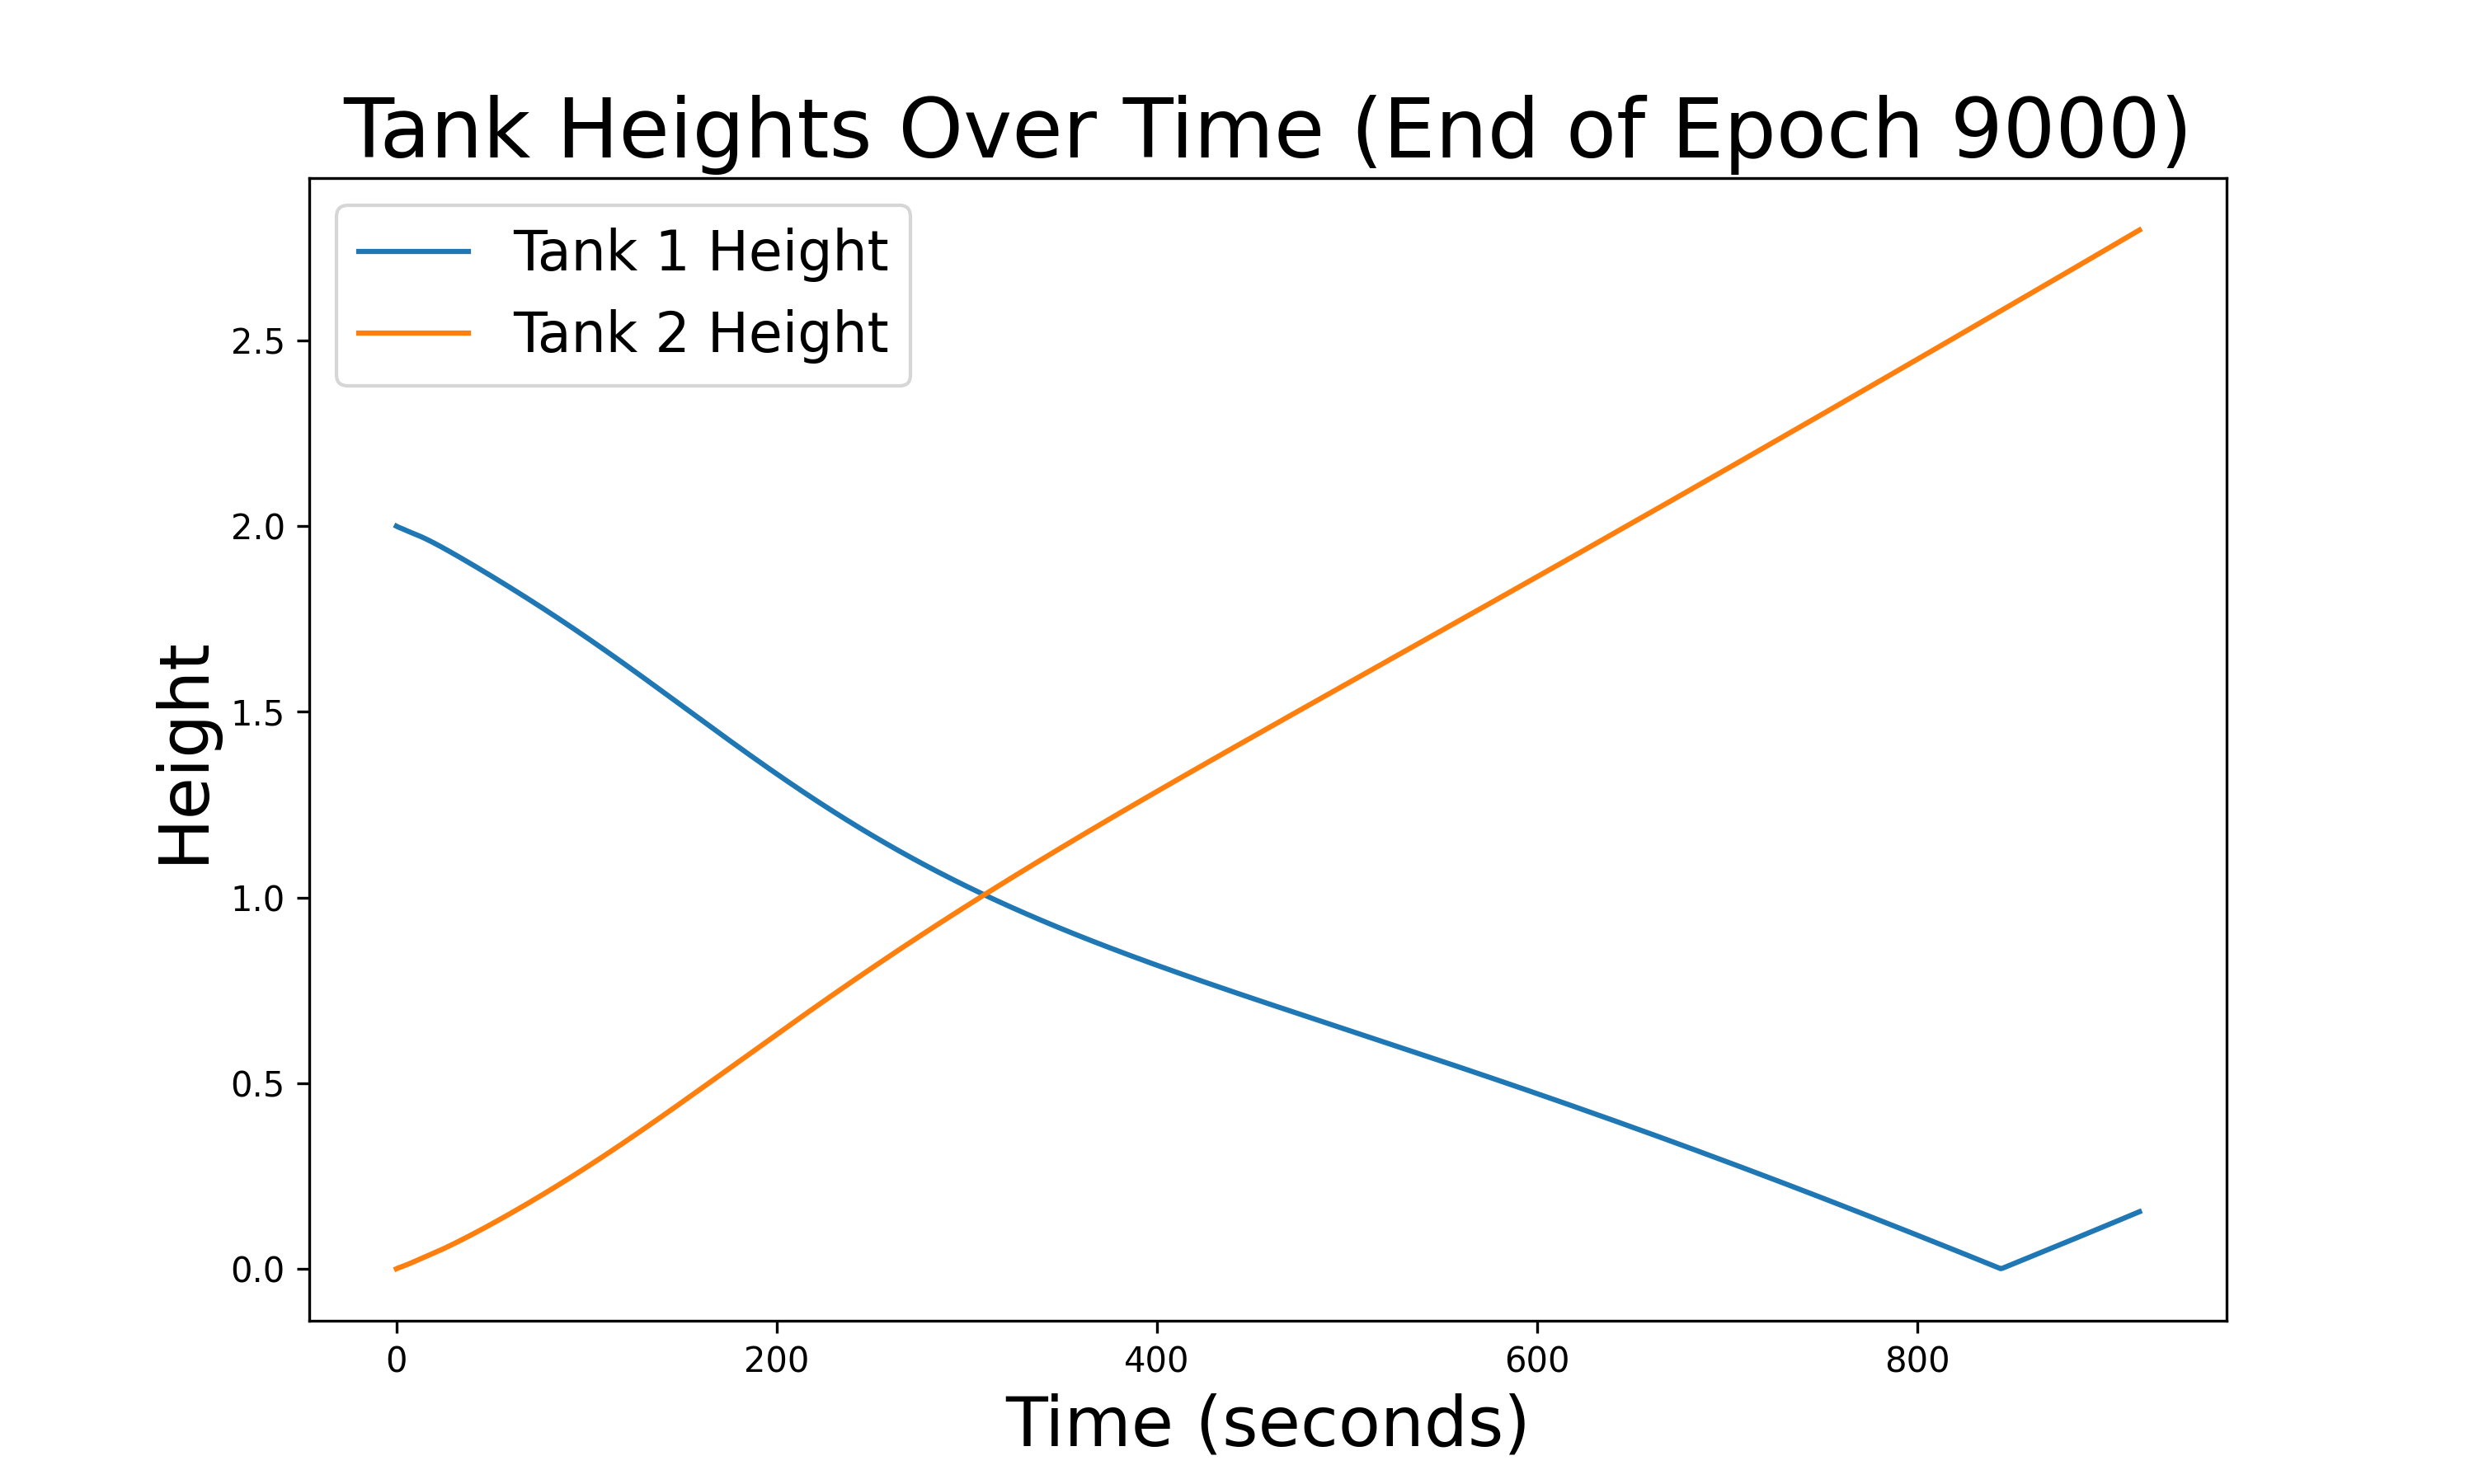 Tank Heights Over Time (End of Epoch 9000)
Tank 1 Height
Tank 2 Height
Height
2.5
2.0
1.5
1.0
0.5
0.0
0 200 400 600 800
Time (seconds)